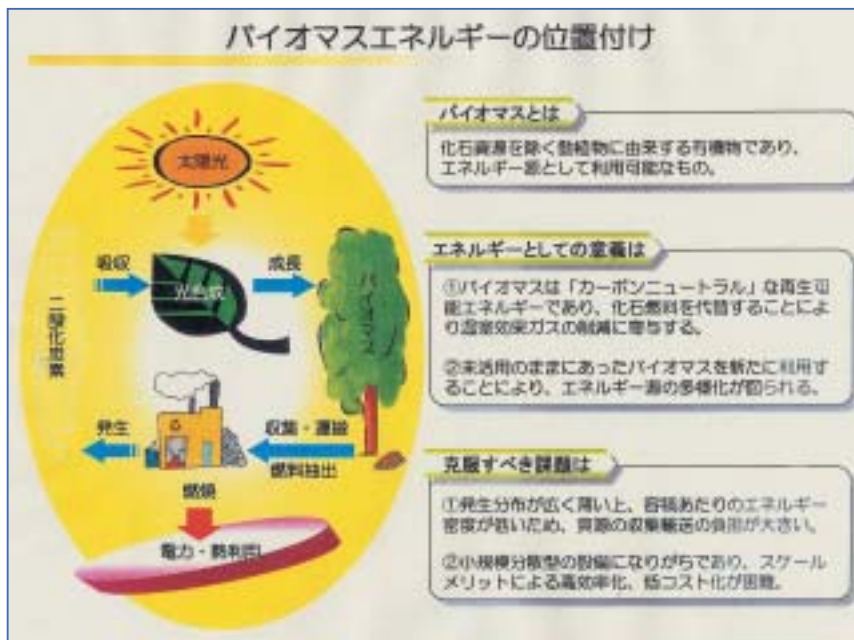 バイオマスエネルギーの位置付け
太陽光
吸収
光合成
成長
バイオマス
二酸化炭素
発生
収集・運搬
燃料抽出
燃焼
電力・熱利用
バイオマスとは
化石資源を除く動植物に由来する有機物であり、
エネルギー源として利用可能なもの。
エネルギーとしての意義は
①バイオマスは「カーボンニュートラル」な再生可
能エネルギーであり、化石燃料を代替することによ
り温室効果ガスの削減に寄与する。
②未活用のままにあったバイオマスを新たに利用す
ることにより、エネルギー源の多様化が図られる。
克服すべき課題は
①発生分布が広く薄い上、容積あたりのエネルギー
密度が低いため、資源の収集輸送の負担が大きい。
②小規模分散型の設備になりがちであり、スケール
メリットによる高効率化、低コスト化が困難。